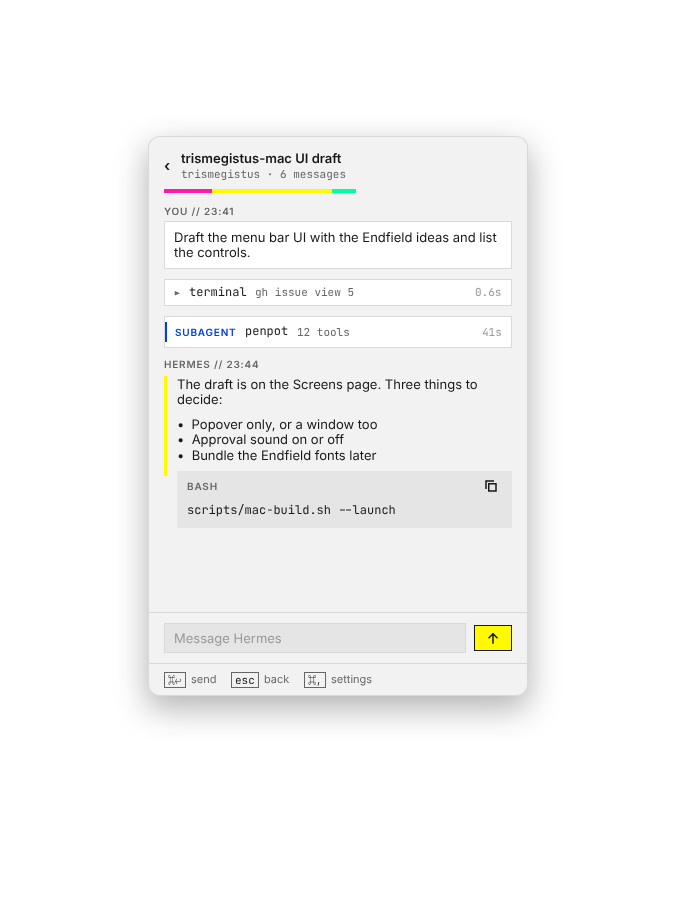 ‹ trismegistus-mac UI draft
trismegistus · 6 messages
YOU // 23:41
Draft the menu bar UI with the Endfield ideas and list
the controls.
▸ terminal gh issue view 5 0.6s
SUBAGENT penpot 12 tools 41s
HERMES // 23:44
The draft is on the Screens page. Three things to
decide:
• Popover only, or a window too
• Approval sound on or off
• Bundle the Endfield fonts later
BASH
scripts/mac-build.sh --launch
Message Hermes
⌘↵ send esc back ⌘, settings